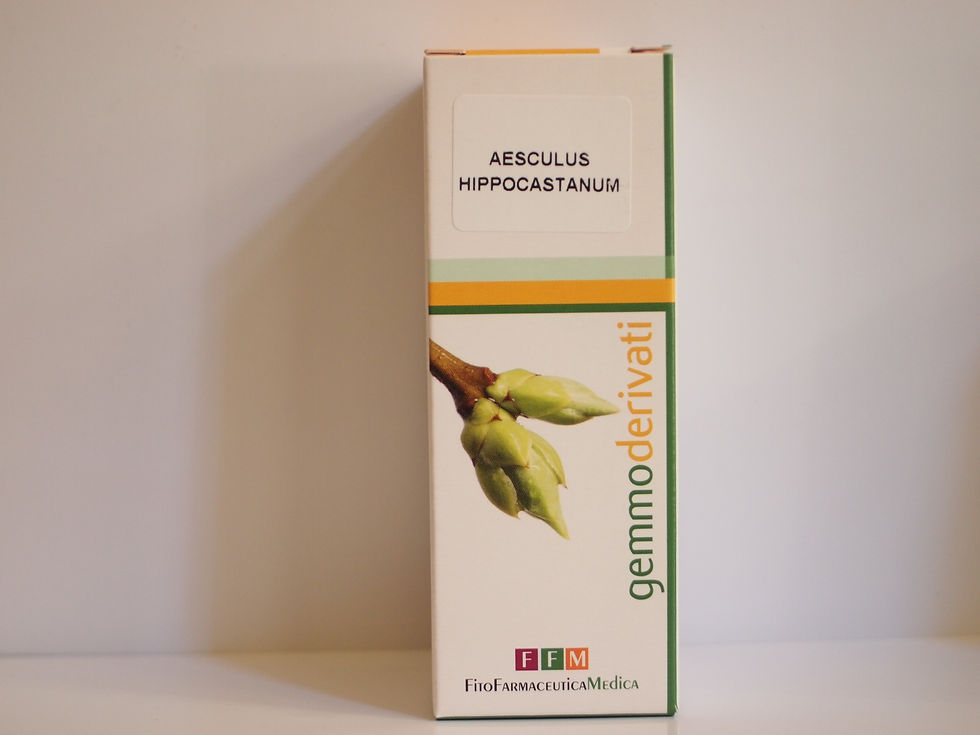 AESCULUS
HIPPOCASTANUM
gemmoderivati
FFM
FitoFarmaceuticaMedica